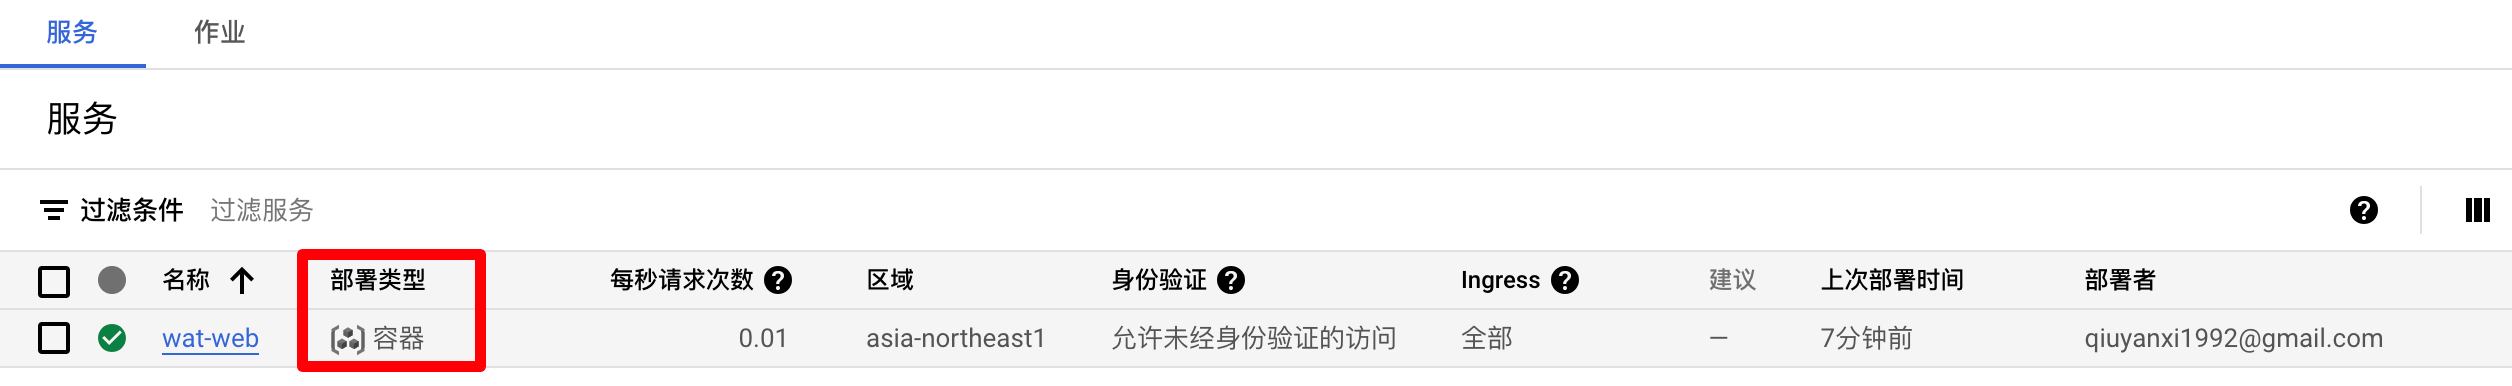 服务 作业
服务
过滤条件 过滤服务
名称 部署类型 每秒请求次数 区域 身份验证 Ingress 建议 上次部署时间 部署者
wat-web 容器 0.01 asia-northeast1 允许未经身份验证的访问 全部 — 7分钟前 qiuyanxi1992@gmail.com